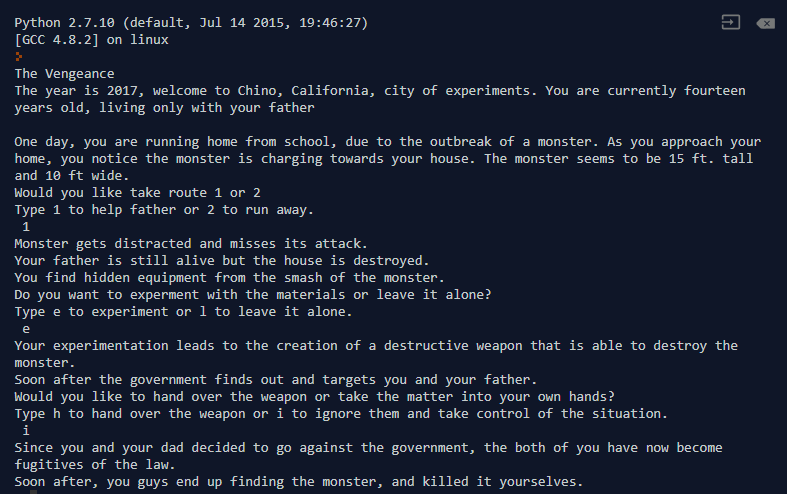 Python 2.7.10 (default, Jul 14 2015, 19:46:27)
[GCC 4.8.2] on linux
The Vengeance
The year is 2017, welcome to Chino, California, city of experiments. You are currently fourteen
years old, living only with your father
One day, you are running home from school, due to the outbreak of a monster. As you approach your
home, you notice the monster is charging towards your house. The monster seems to be 15 ft. tall
and 10 ft wide.
Would you like take route 1 or 2
Type 1 to help father or 2 to run away.
1
Monster gets distracted and misses its attack.
Your father is still alive but the house is destroyed.
You find hidden equipment from the smash of the monster.
Do you want to experment with the materials or leave it alone?
Type e to experiment or l to leave it alone.
e
Your experimentation leads to the creation of a destructive weapon that is able to destroy the
monster.
Soon after the government finds out and targets you and your father.
Would you like to hand over the weapon or take the matter into your own hands?
Type h to hand over the weapon or i to ignore them and take control of the situation.
i
Since you and your dad decided to go against the government, the both of you have now become
fugitives of the law.
Soon after, you guys end up finding the monster, and killed it yourselves.